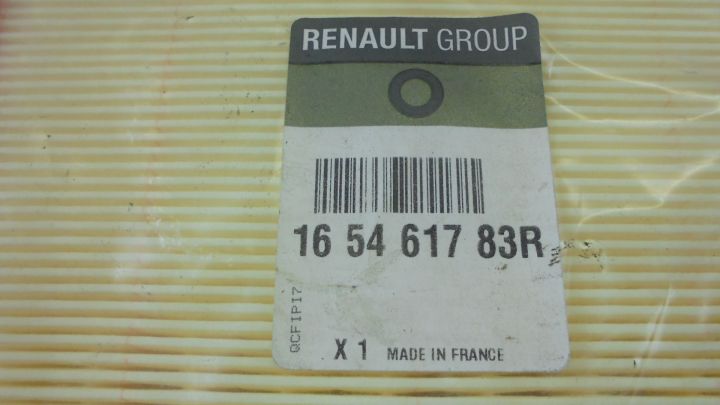 RENAULT GROUP
16 54 617 83R
QCFIPI7
X 1 MADE IN FRANCE